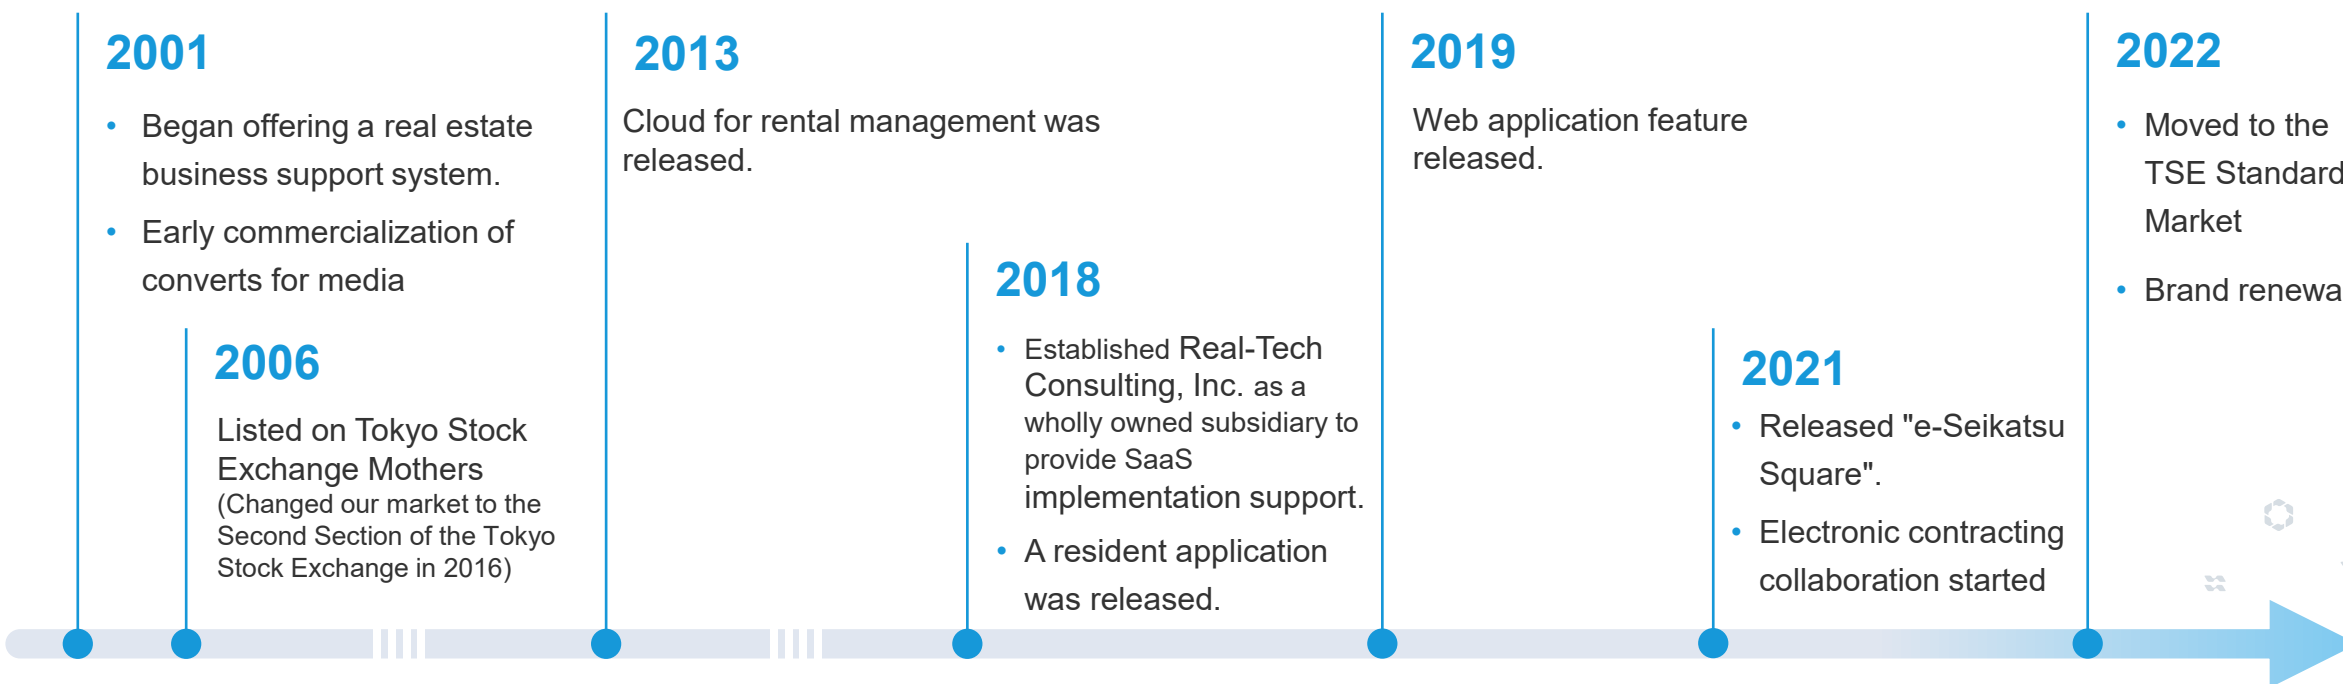 2001
• Began offering a real estate
business support system.
• Early commercialization of
converts for media
2006
Listed on Tokyo Stock
Exchange Mothers
(Changed our market to the
Second Section of the Tokyo
Stock Exchange in 2016)
2013
Cloud for rental management was
released.
2018
• Established Real-Tech
Consulting, Inc. as a
wholly owned subsidiary to
provide SaaS
implementation support.
• A resident application
was released.
2019
Web application feature
released.
2021
• Released "e-Seikatsu
Square".
• Electronic contracting
collaboration started
2022
• Moved to the
TSE Standard
Market
• Brand renewa